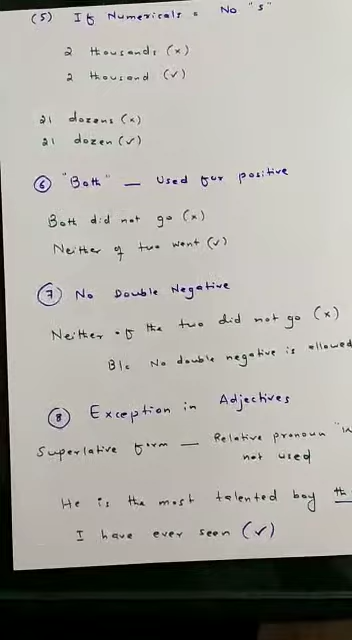 (5) If Numericals = No "s"
2 thousands (x)
2 thousand (✓)
21 dozens (x)
21 dozen (✓)
⑥ "Both" — Used for positive
Both did not go (x)
Neither of two went (✓)
⑦ No Double Negative
Neither of the two did not go (x)
B/c No double negative is allowed
⑧ Exception in Adjectives
Superlative form — Relative pronoun
not used
He is the most talented boy
I have ever seen (✓)